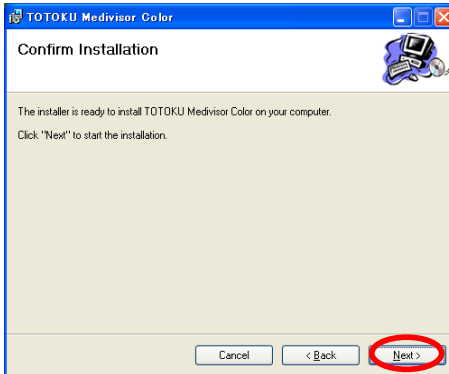 TOTOKU Medivisor Color
Confirm Installation
The installer is ready to install TOTOKU Medivisor Color on your computer.
Click "Next" to start the installation.
Cancel < Back Next >